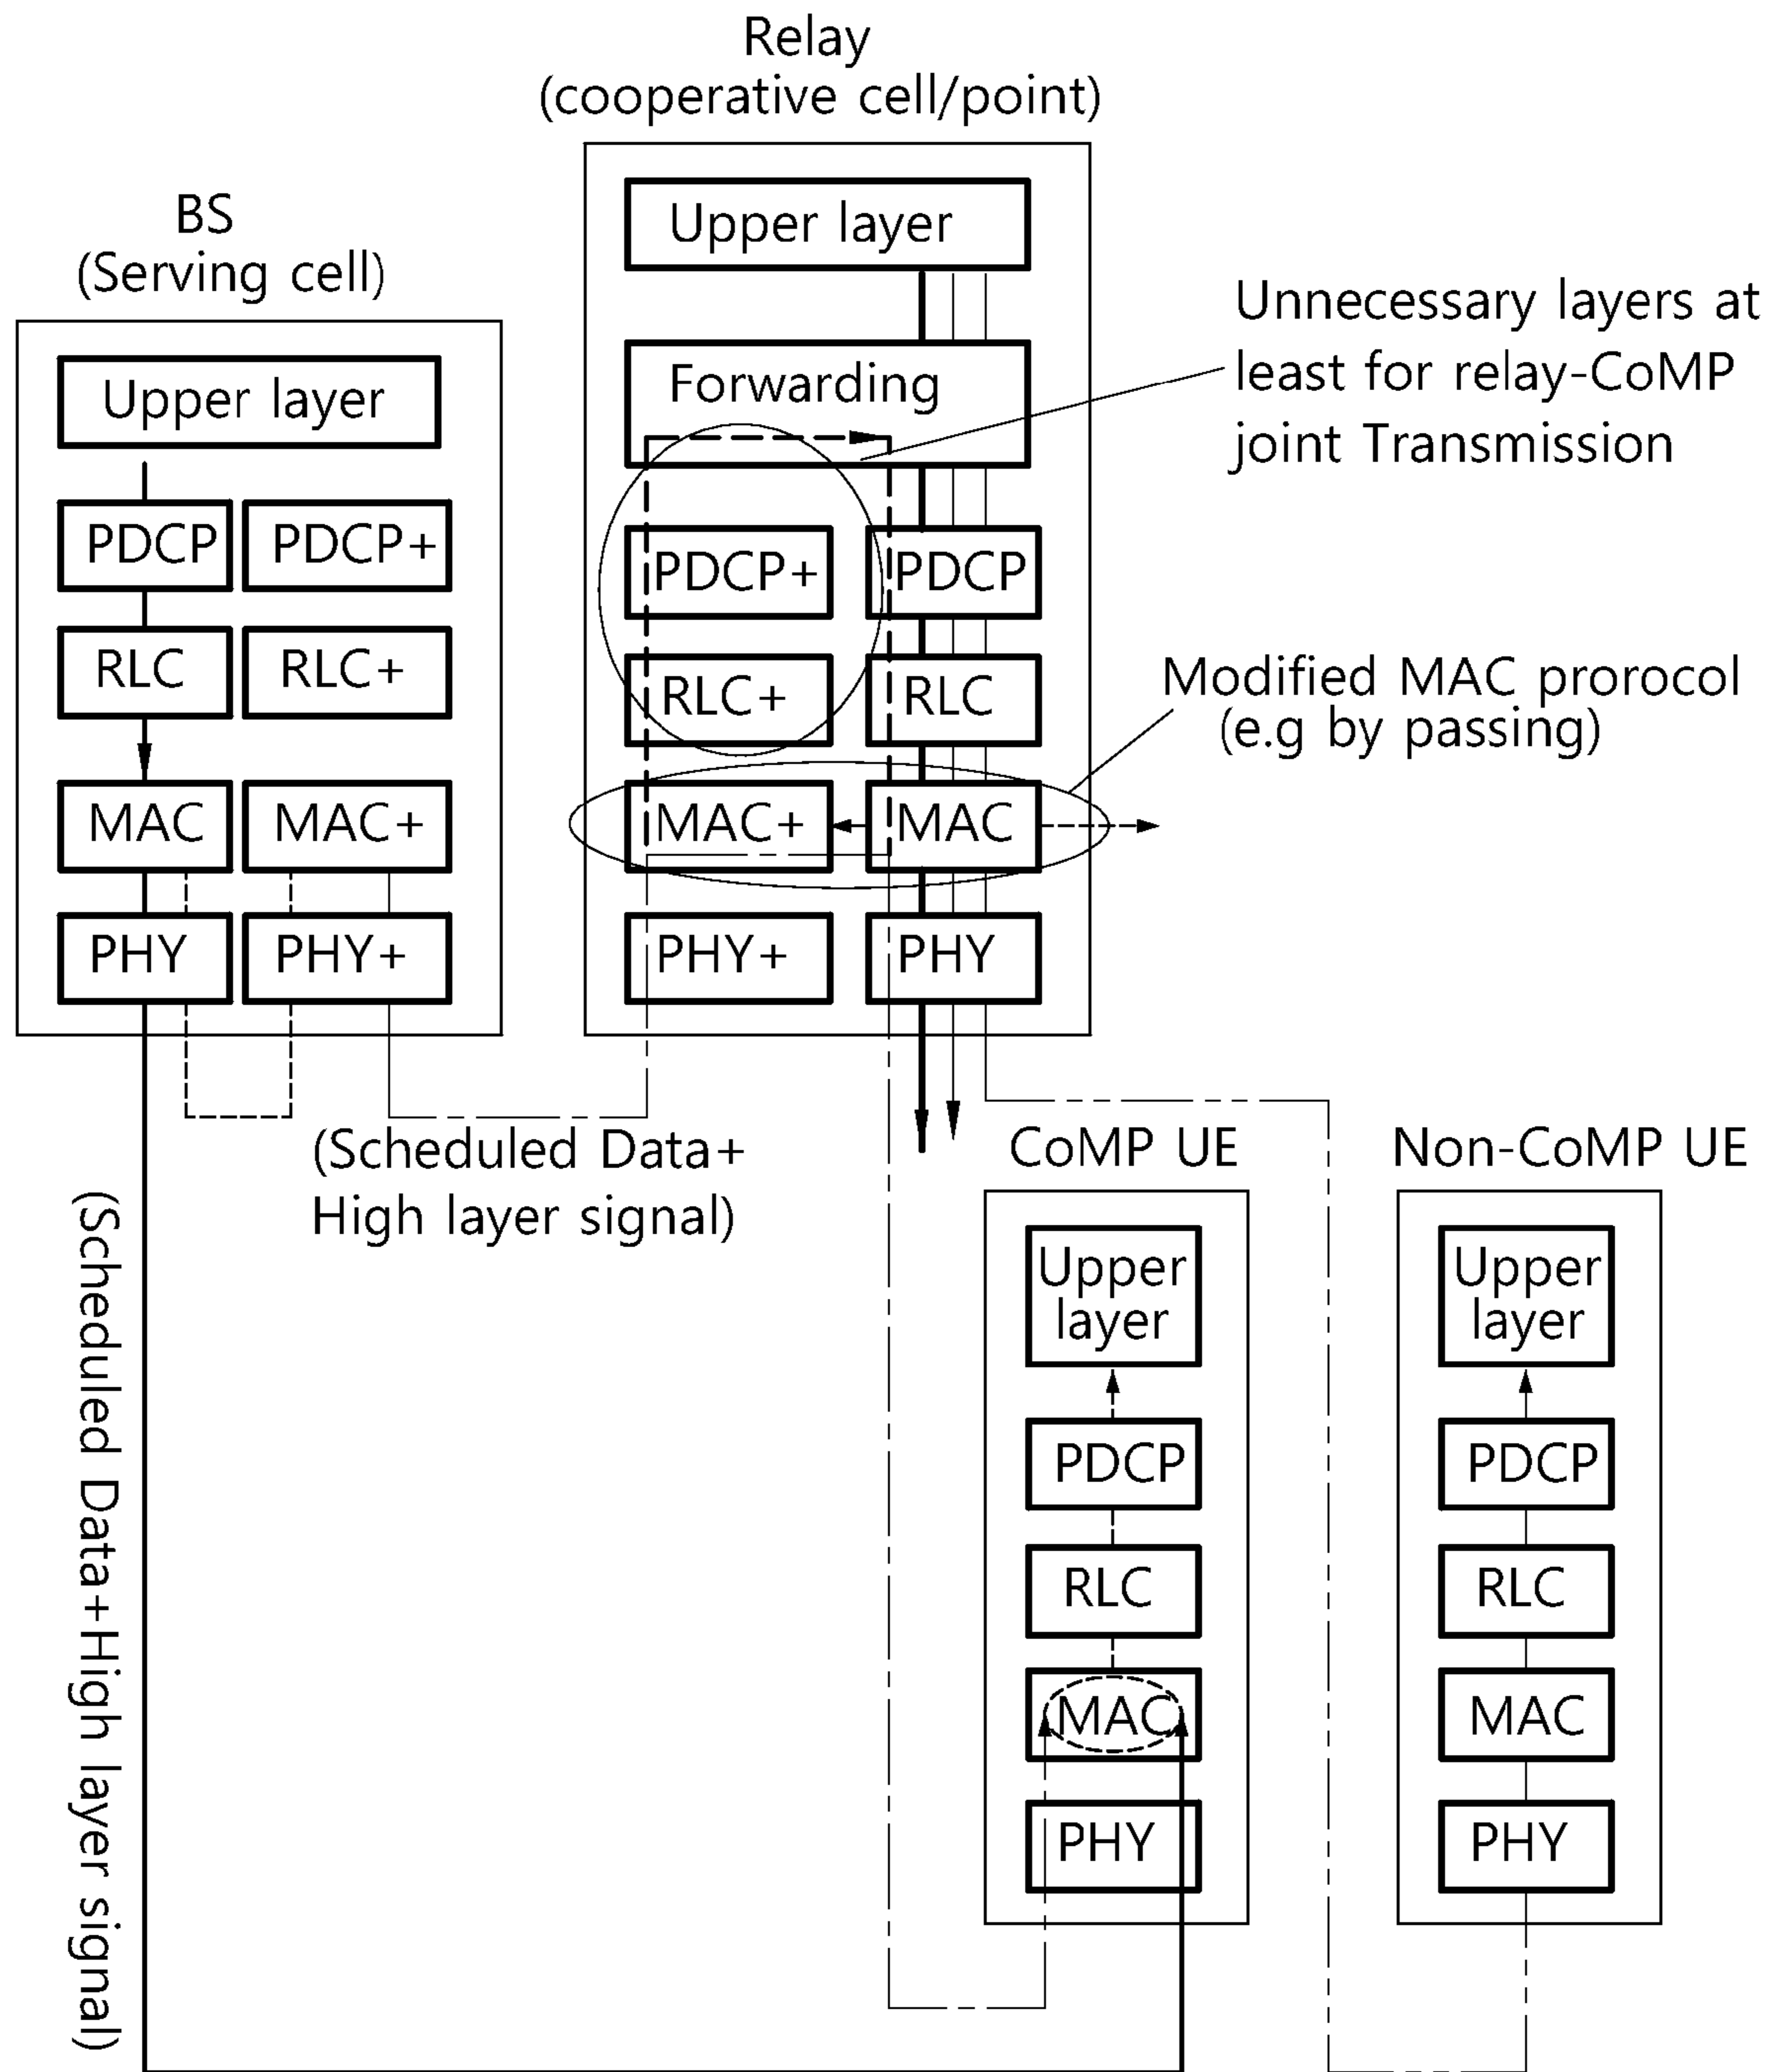 Relay
(cooperative cell/point)
BS
(Serving cell)
Upper layer
Forwarding
PDCP+
PDCP
RLC+
RLC
MAC+
MAC
PHY+
PHY
Upper layer
PDCP
PDCP+
RLC
RLC+
MAC
MAC+
PHY
PHY+
Unnecessary layers at
least for relay-CoMP
joint Transmission
Modified MAC prorocol
(e.g by passing)
(Scheduled Data+
High layer signal)
(Scheduled Data+High layer signal)
CoMP UE
Upper
layer
PDCP
RLC
MAC
PHY
Non-CoMP UE
Upper
layer
PDCP
RLC
MAC
PHY